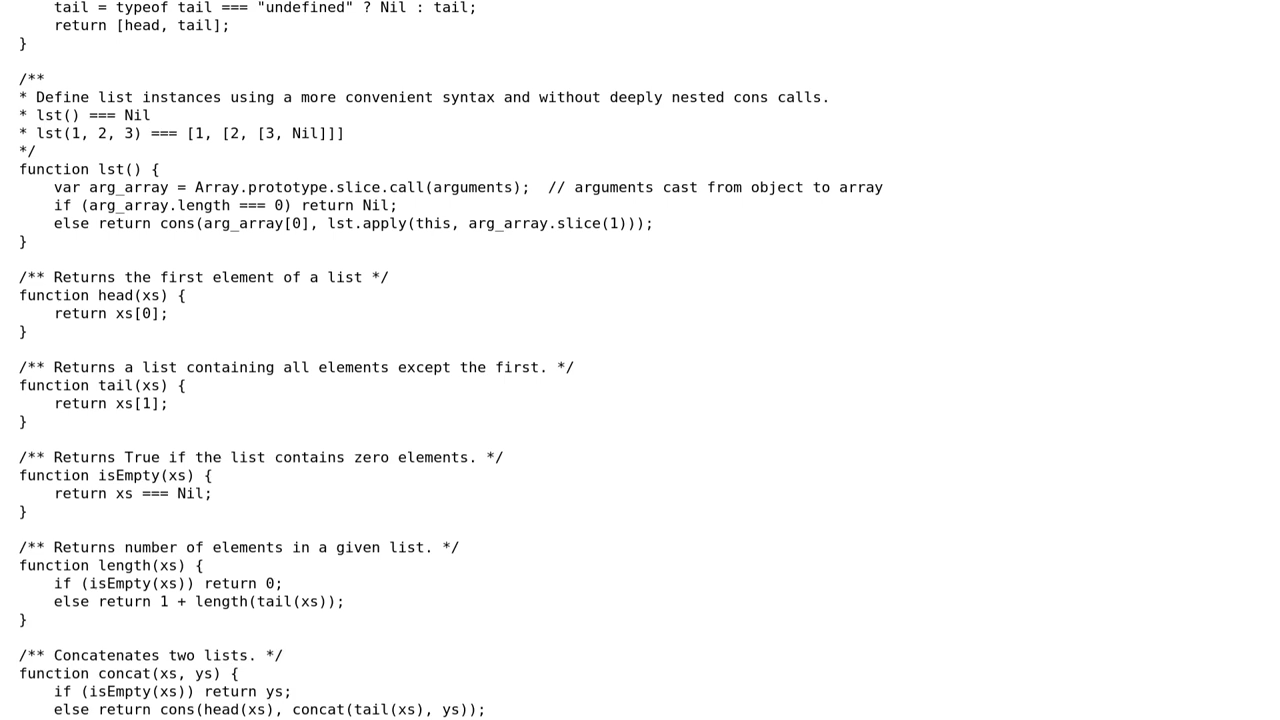 tail = typeof tail === "undefined" ? Nil : tail;
    return [head, tail];
}

/**
* Define list instances using a more convenient syntax and without deeply nested cons calls.
* lst() === Nil
* lst(1, 2, 3) === [1, [2, [3, Nil]]]
*/
function lst() {
    var arg_array = Array.prototype.slice.call(arguments);  // arguments cast from object to array
    if (arg_array.length === 0) return Nil;
    else return cons(arg_array[0], lst.apply(this, arg_array.slice(1)));
}

/** Returns the first element of a list */
function head(xs) {
    return xs[0];
}

/** Returns a list containing all elements except the first. */
function tail(xs) {
    return xs[1];
}

/** Returns True if the list contains zero elements. */
function isEmpty(xs) {
    return xs === Nil;
}

/** Returns number of elements in a given list. */
function length(xs) {
    if (isEmpty(xs)) return 0;
    else return 1 + length(tail(xs));
}

/** Concatenates two lists. */
function concat(xs, ys) {
    if (isEmpty(xs)) return ys;
    else return cons(head(xs), concat(tail(xs), ys));